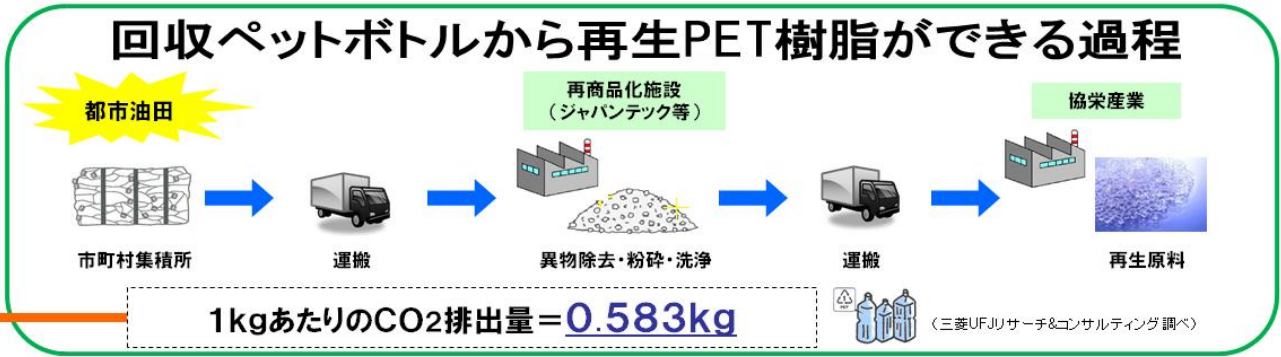 回収ペットボトルから再生PET樹脂ができる過程
都市油田
再商品化施設
（ジャパンテック等）
協栄産業
市町村集積所
運搬
異物除去・粉砕・洗浄
運搬
再生原料
1kgあたりのCO2排出量＝0.583kg
（三菱UFJリサーチ&コンサルティング調べ）